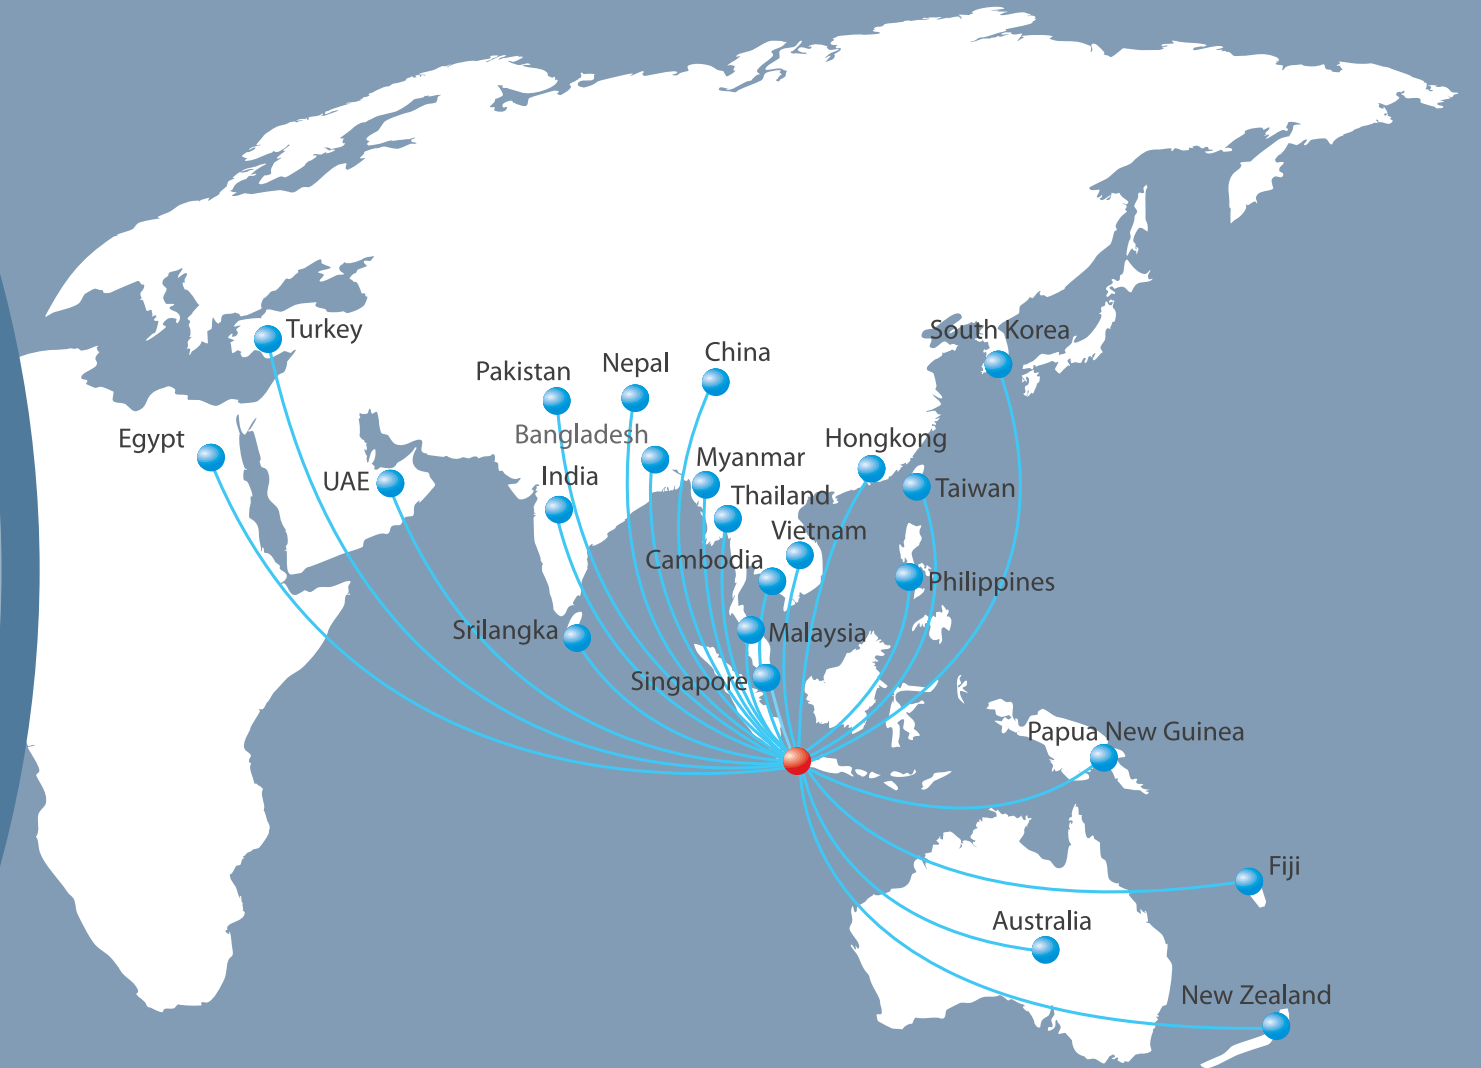 Turkey
South Korea
China
Nepal
Pakistan
Egypt
Bangladesh
Hongkong
Myanmar
India
UAE
Thailand
Taiwan
Vietnam
Cambodia
Philippines
Srilangka
Malaysia
Singapore
Papua New Guinea
Fiji
Australia
New Zealand